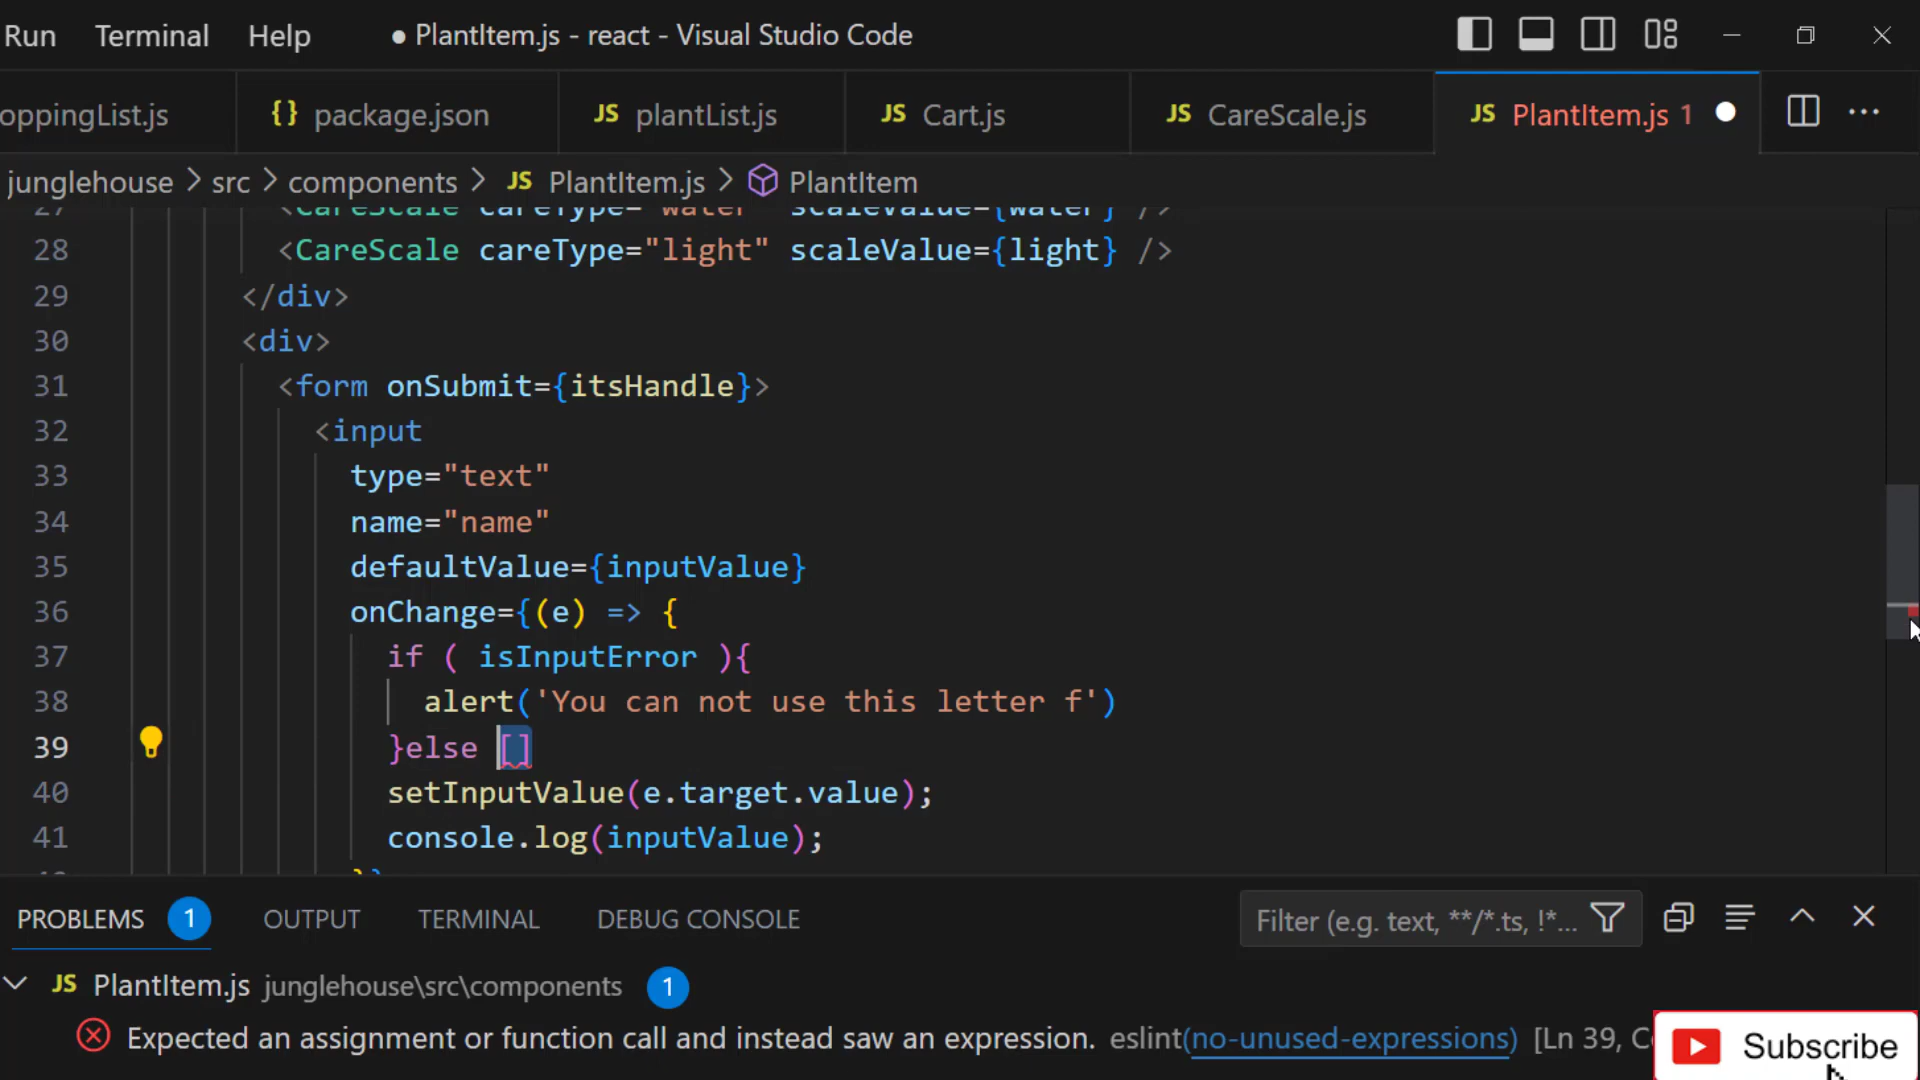 Run Terminal Help ● PlantItem.js - react - Visual Studio Code
oppingList.js {} package.json JS plantList.js JS Cart.js JS CareScale.js JS PlantItem.js 1
junglehouse > src > components > JS PlantItem.js > PlantItem
27 <CareScale careType="water" scaleValue={water} />
28 <CareScale careType="light" scaleValue={light} />
29 </div>
30 <div>
31 <form onSubmit={itsHandle}>
32 <input
33 type="text"
34 name="name"
35 defaultValue={inputValue}
36 onChange={(e) => {
37 if ( isInputError ){
38 alert('You can not use this letter f')
39 }else []
40 setInputValue(e.target.value);
41 console.log(inputValue);
}}
PROBLEMS 1 OUTPUT TERMINAL DEBUG CONSOLE Filter (e.g. text, **/*.ts, !*...
JS PlantItem.js junglehouse\src\components 1
Expected an assignment or function call and instead saw an expression. eslint(no-unused-expressions) [Ln 39, C
Subscribe